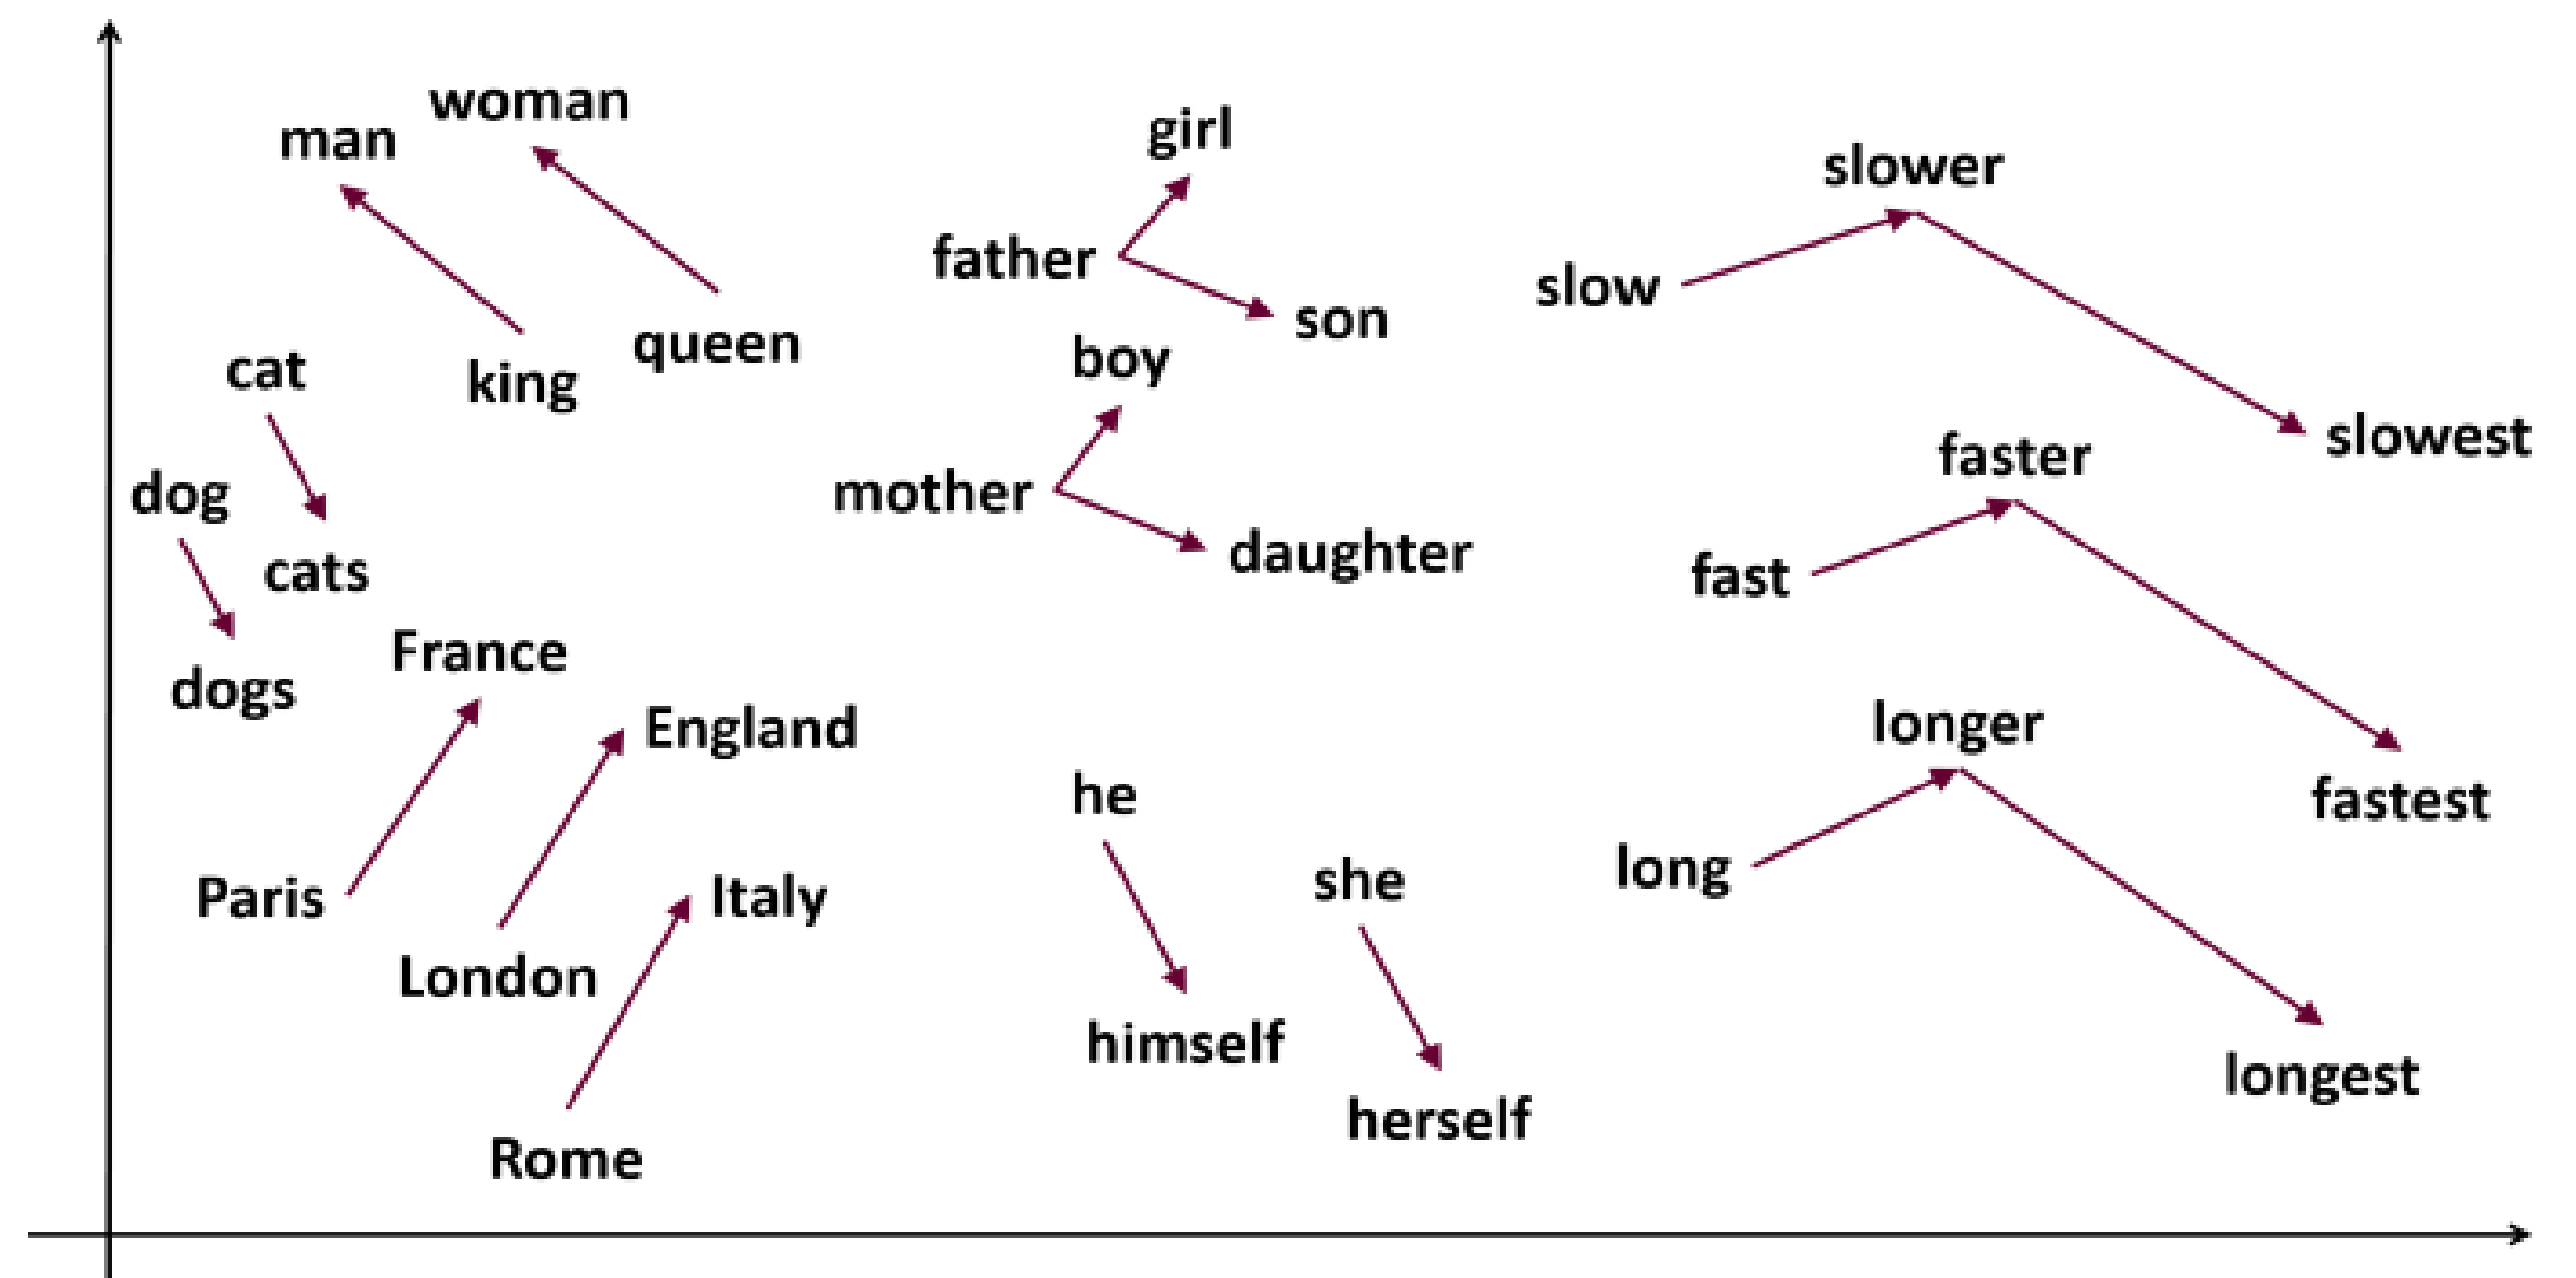 woman
man
girl
slower
father
slow
son
queen
boy
cat
king
slowest
faster
dog
mother
daughter
cats
fast
France
dogs
longer
England
he
fastest
long
she
Paris
Italy
London
himself
longest
herself
Rome